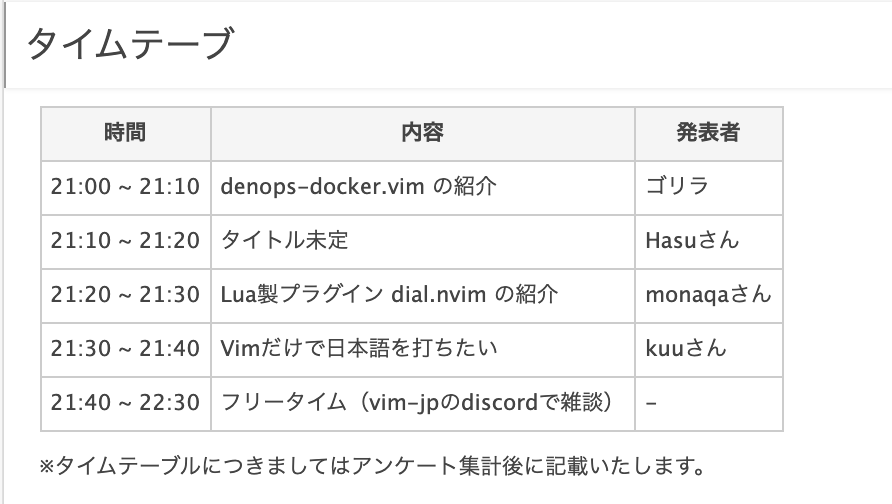 タイムテーブ
時間 内容 発表者
21:00 ~ 21:10 denops-docker.vim の紹介 ゴリラ
21:10 ~ 21:20 タイトル未定 Hasuさん
21:20 ~ 21:30 Lua製プラグイン dial.nvim の紹介 monaqaさん
21:30 ~ 21:40 Vimだけで日本語を打ちたい kuuさん
21:40 ~ 22:30 フリータイム（vim-jpのdiscordで雑談） -
※タイムテーブルにつきましてはアンケート集計後に記載いたします。